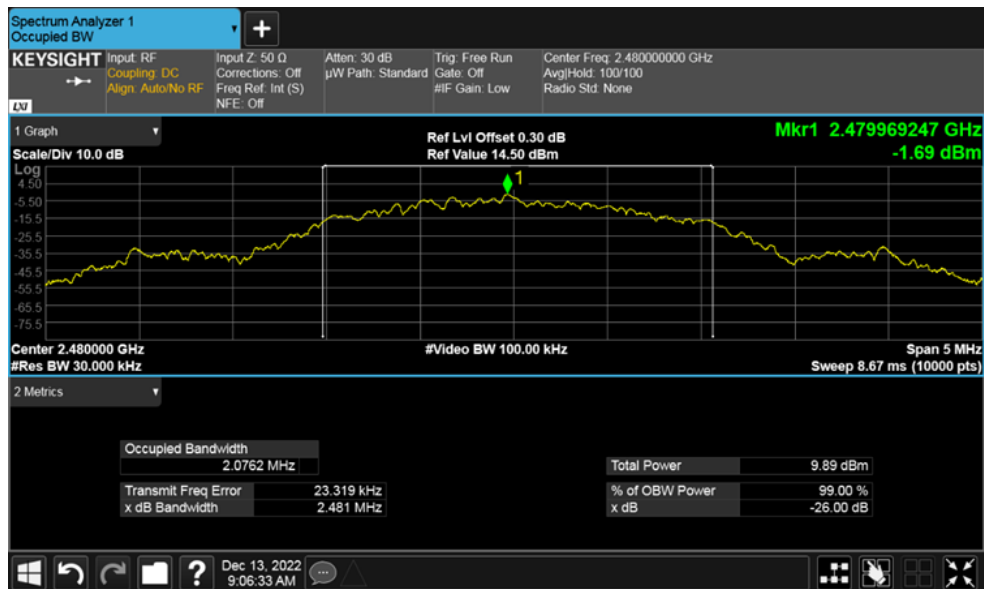 Spectrum Analyzer 1
Occupied BW
+
KEYSIGHT
LXI
Input: RF
Coupling: DC
Align: Auto/No RF
Input Z: 50 Ω
Corrections: Off
Freq Ref: Int (S)
NFE: Off
Atten: 30 dB
µW Path: Standard
Trig: Free Run
Gate: Off
#IF Gain: Low
Center Freq: 2.480000000 GHz
Avg|Hold: 100/100
Radio Std: None
1 Graph
Scale/Div 10.0 dB
Ref Lvl Offset 0.30 dB
Ref Value 14.50 dBm
Mkr1 2.479969247 GHz
-1.69 dBm
Log
4.50
-5.50
-15.5
-25.5
-35.5
-45.5
-55.5
-65.5
-75.5
1
Center 2.480000 GHz
#Res BW 30.000 kHz
#Video BW 100.00 kHz
Span 5 MHz
Sweep 8.67 ms (10000 pts)
2 Metrics
Occupied Bandwidth
2.0762 MHz
Transmit Freq Error 23.319 kHz
x dB Bandwidth 2.481 MHz
Total Power 9.89 dBm
% of OBW Power 99.00 %
x dB -26.00 dB
?
Dec 13, 2022
9:06:33 AM